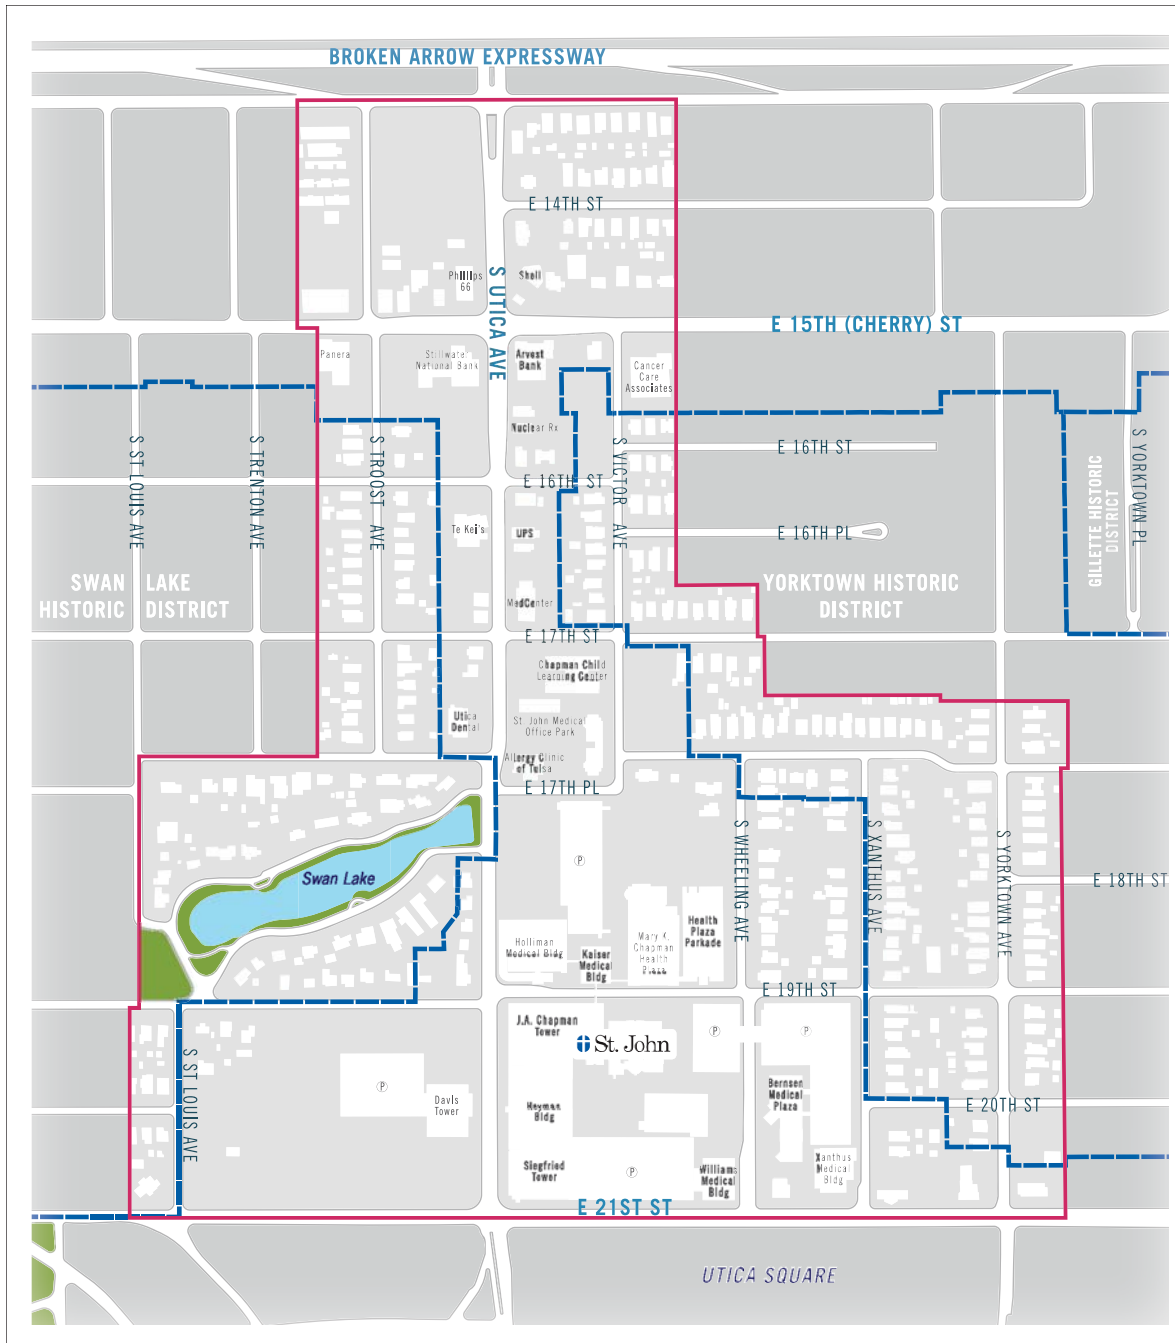 BROKEN ARROW EXPRESSWAY
E 14TH ST
Phillips
66
Shell
S UTICA AVE
E 15TH (CHERRY) ST
Panera
Stillwater
National Bank
Arvest
Bank
Cancer
Care
Associates
Nuclear Rx
S ST LOUIS AVE
S TRENTON AVE
S TROOST AVE
S VICTOR AVE
E 16TH ST
S YORKTOWN PL
GILLETTE HISTORIC
DISTRICT
E 16TH ST
Te Kei's
UPS
E 16TH PL
SWAN LAKE
HISTORIC DISTRICT
YORKTOWN HISTORIC
DISTRICT
MedCenter
E 17TH ST
Chapman Child
Learning Center
Utica
Dental
St. John Medical
Office Park
Allergy Clinic
of Tulsa
E 17TH PL
S WHEELING AVE
S XANTHUS AVE
S YORKTOWN AVE
P
Swan Lake
E 18TH ST
Holliman
Medical Bldg
Kaiser
Medical
Bldg
Mary K.
Chapman
Health
Plaza
Health
Plaza
Parkade
E 19TH ST
J.A. Chapman
Tower
St. John
P
P
S ST LOUIS AVE
P
Davis
Tower
Heyman
Bldg
Bernsen
Medical
Plaza
E 20TH ST
Siegfried
Tower
P
Williams
Medical
Bldg
Xanthus
Medical
Bldg
E 21ST ST
UTICA SQUARE